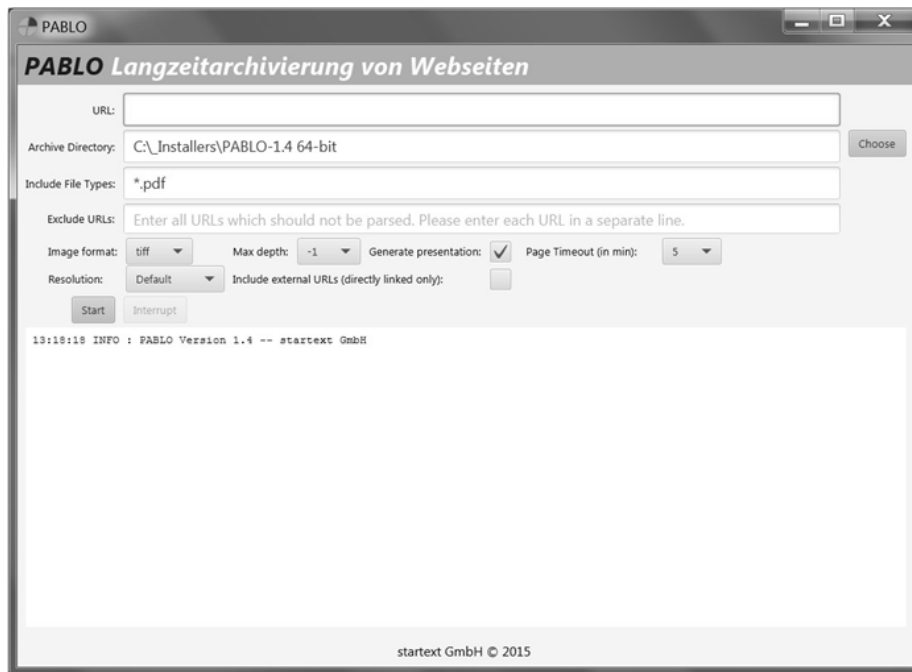 PABLO
PABLO Langzeitarchivierung von Webseiten
URL:
Archive Directory: C:\_Installers\PABLO-1.4 64-bit Choose
Include File Types: *.pdf
Exclude URLs: Enter all URLs which should not be parsed. Please enter each URL in a separate line.
Image format: tiff Max depth: -1 Generate presentation: Page Timeout (in min): 5
Resolution: Default Include external URLs (directly linked only):
Start Interrupt
13:18:18 INFO : PABLO Version 1.4 -- startext GmbH
startext GmbH © 2015